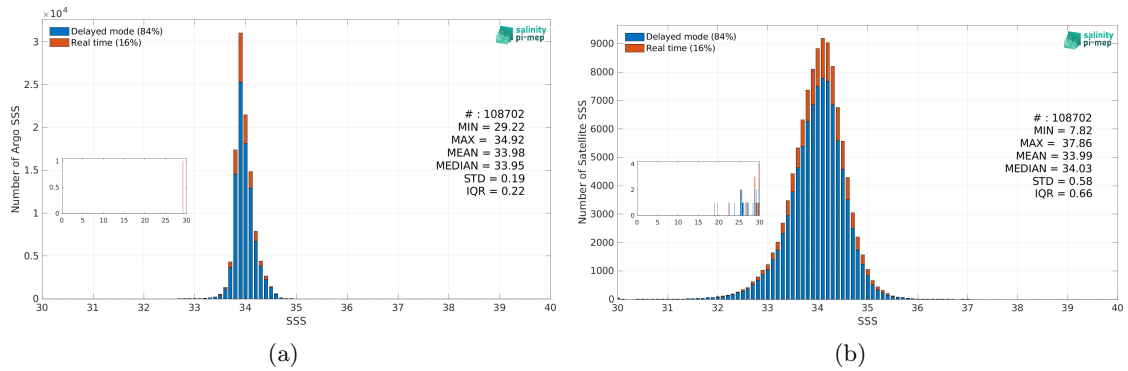 ×10⁴
Delayed mode (84%)
Real time (16%)
salinity
pi-mep
3
2.5
2
1.5
1
0.5
0
Number of Argo SSS
# : 108702
MIN = 29.22
MAX = 34.92
MEAN = 33.98
MEDIAN = 33.95
STD = 0.19
IQR = 0.22
1
0.5
0
0 5 10 15 20 25 30
30 31 32 33 34 35 36 37 38 39 40
SSS
(a)
Delayed mode (84%)
Real time (16%)
salinity
pi-mep
9000
8000
7000
6000
5000
4000
3000
2000
1000
0
Number of Satellite SSS
# : 108702
MIN = 7.82
MAX = 37.86
MEAN = 33.99
MEDIAN = 34.03
STD = 0.58
IQR = 0.66
4
2
0
0 5 10 15 20 25 30
30 31 32 33 34 35 36 37 38 39 40
SSS
(b)